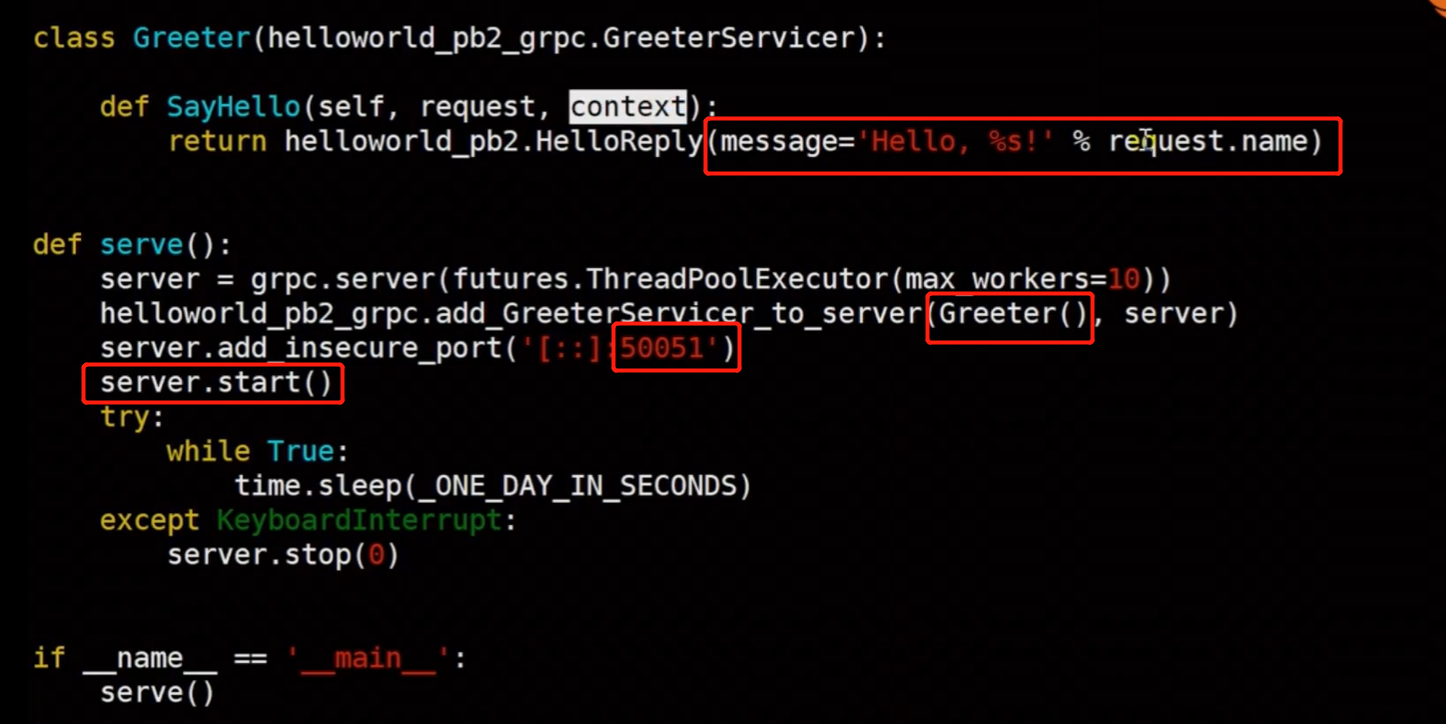 class Greeter(helloworld_pb2_grpc.GreeterServicer):
    def SayHello(self, request, context):
        return helloworld_pb2.HelloReply(message='Hello, %s!' % request.name)
def serve():
    server = grpc.server(futures.ThreadPoolExecutor(max_workers=10))
    helloworld_pb2_grpc.add_GreeterServicer_to_server(Greeter(), server)
    server.add_insecure_port('[::]:50051')
    server.start()
    try:
        while True:
            time.sleep(_ONE_DAY_IN_SECONDS)
    except KeyboardInterrupt:
        server.stop(0)
if __name__ == '__main__':
    serve()